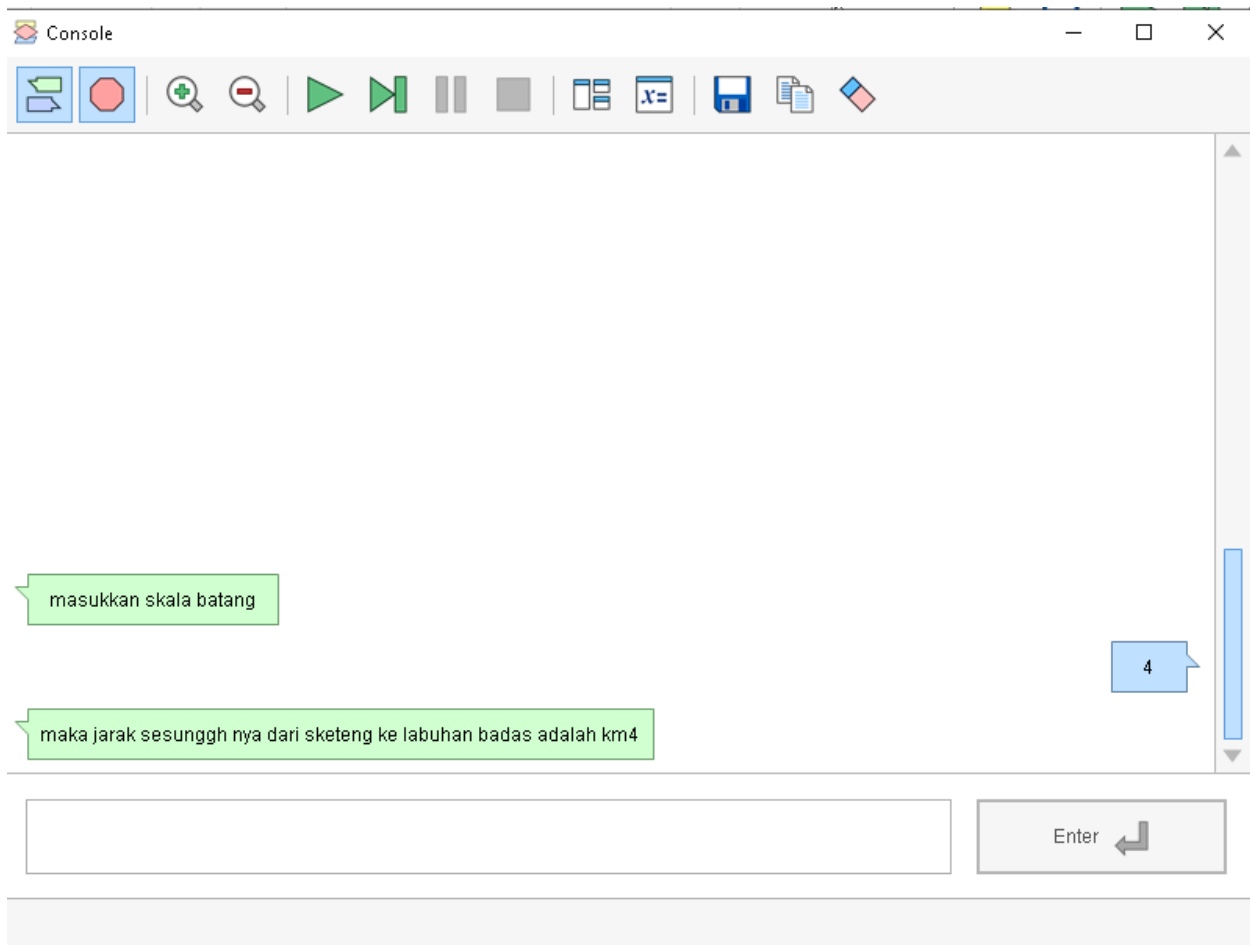 Console
x=
masukkan skala batang
4
maka jarak sesunggh nya dari sketeng ke labuhan badas adalah km4
Enter